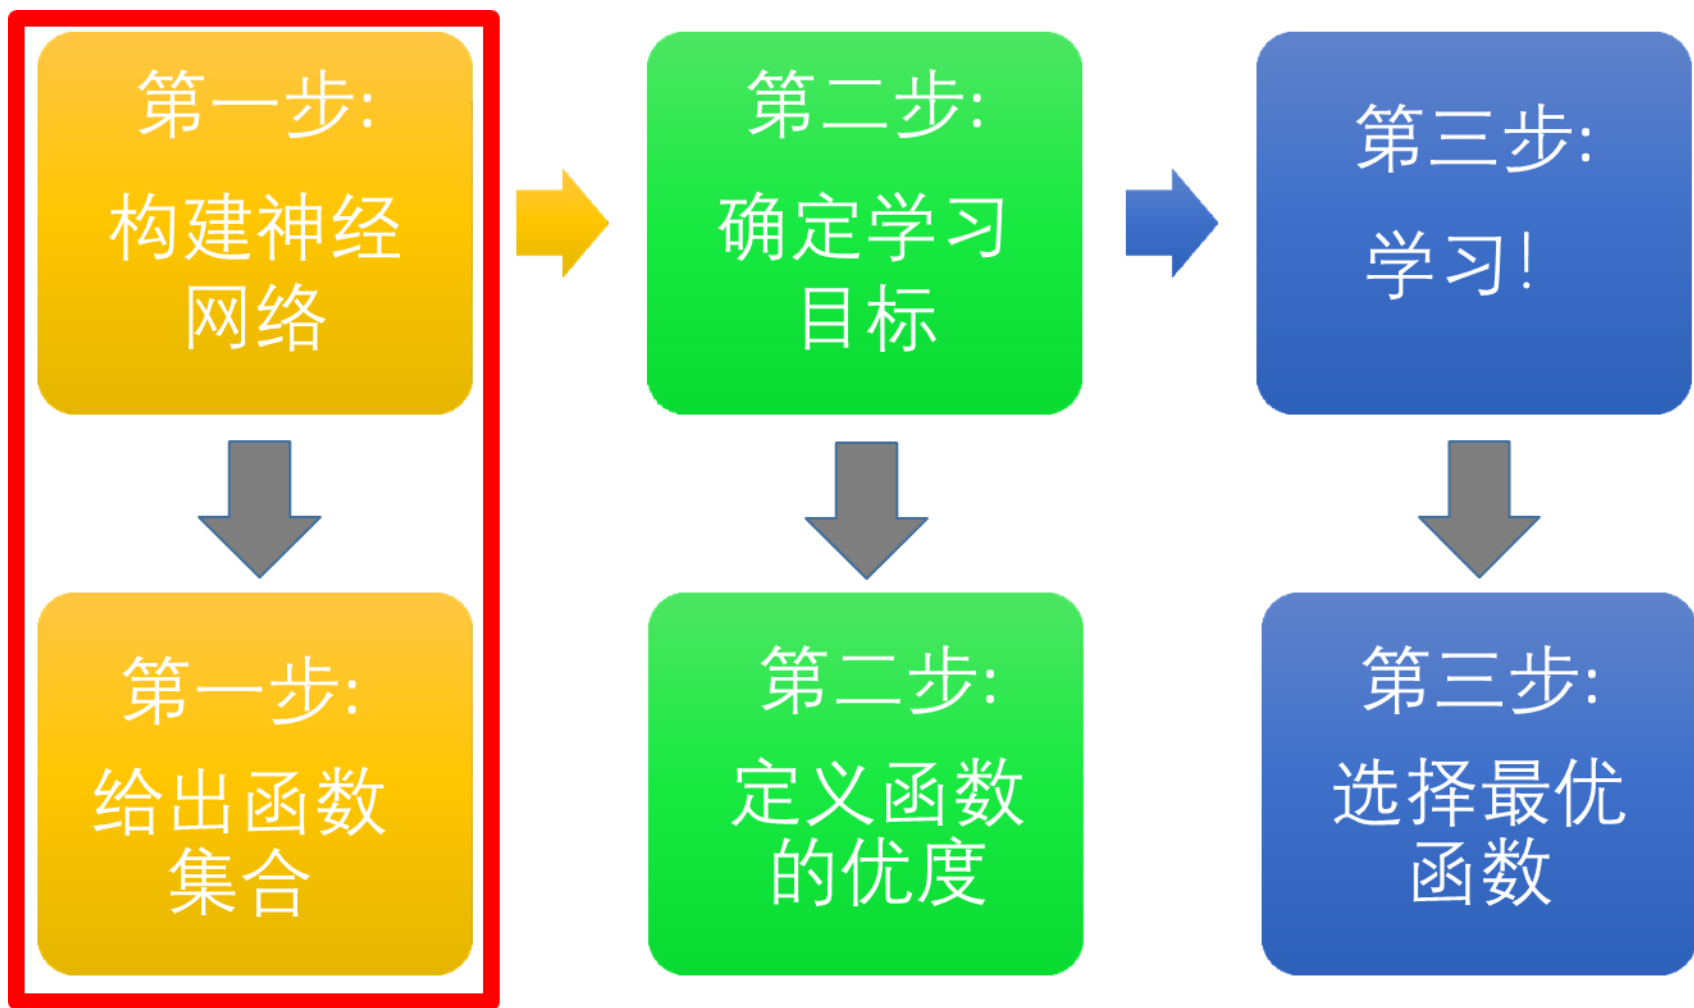 第一步:
构建神经
网络
第二步:
确定学习
目标
第三步:
学习!
第一步:
给出函数
集合
第二步:
定义函数
的优度
第三步:
选择最优
函数